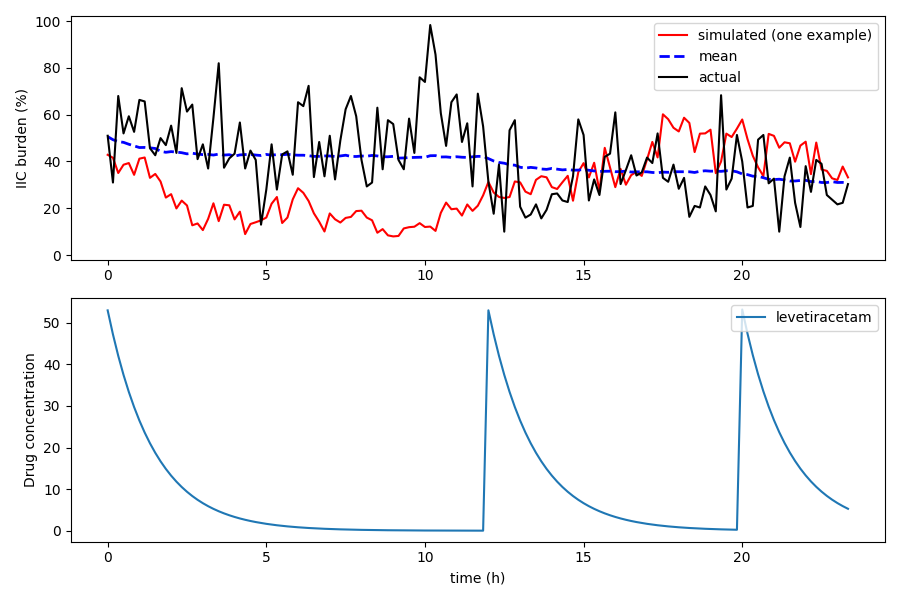 100
80
60
40
20
0
IIC burden (%)
simulated (one example)
mean
actual
0 5 10 15 20
50
40
30
20
10
0
Drug concentration
levetiracetam
0 5 10 15 20
time (h)